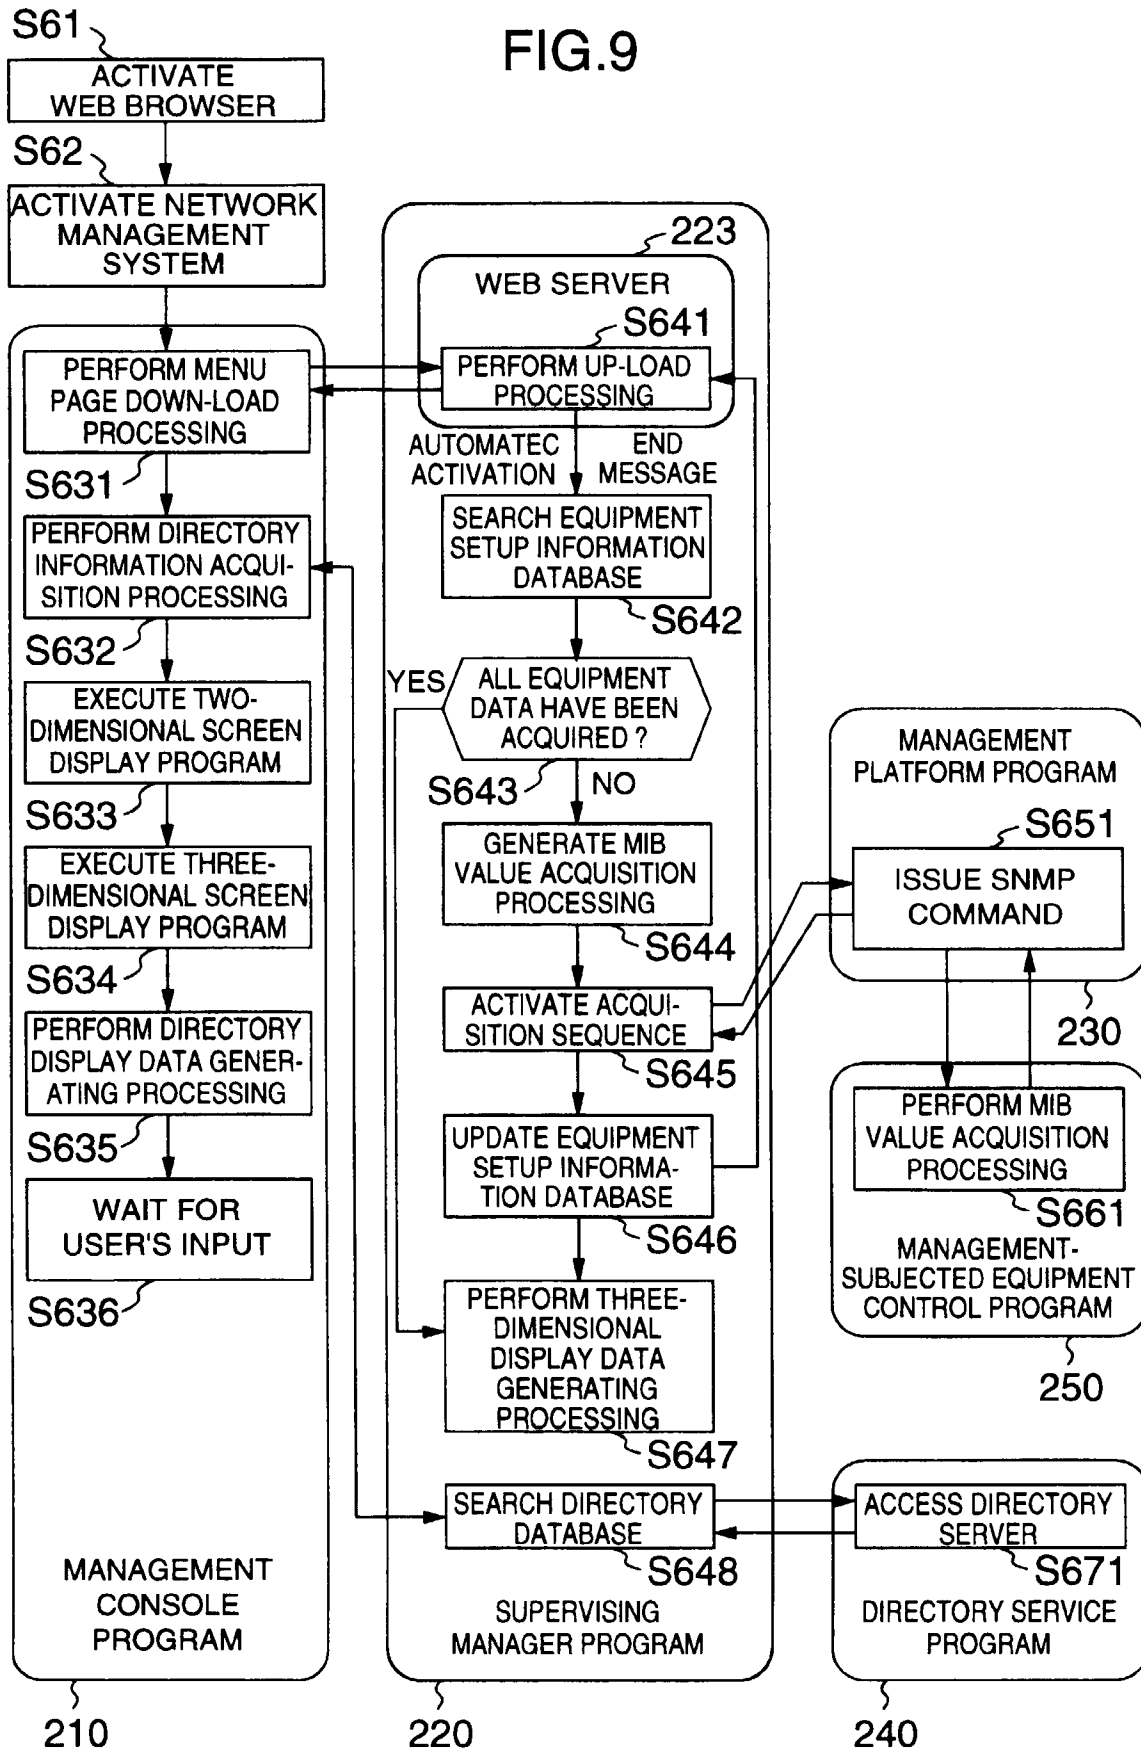 FIG.9
S61
ACTIVATE
WEB BROWSER
S62
ACTIVATE NETWORK
MANAGEMENT
SYSTEM
PERFORM MENU
PAGE DOWN-LOAD
PROCESSING
S631
PERFORM DIRECTORY
INFORMATION ACQUI-
SITION PROCESSING
S632
EXECUTE TWO-
DIMENSIONAL SCREEN
DISPLAY PROGRAM
S633
EXECUTE THREE-
DIMENSIONAL SCREEN
DISPLAY PROGRAM
S634
PERFORM DIRECTORY
DISPLAY DATA GENER-
ATING PROCESSING
S635
WAIT FOR
USER'S INPUT
S636
MANAGEMENT
CONSOLE
PROGRAM
210
223
WEB SERVER
S641
PERFORM UP-LOAD
PROCESSING
AUTOMATEC
ACTIVATION
END
MESSAGE
SEARCH EQUIPMENT
SETUP INFORMATION
DATABASE
S642
YES
ALL EQUIPMENT
DATA HAVE BEEN
ACQUIRED ?
S643
NO
GENERATE MIB
VALUE ACQUISITION
PROCESSING
S644
ACTIVATE ACQUI-
SITION SEQUENCE
S645
UPDATE EQUIPMENT
SETUP INFORMA-
TION DATABASE
S646
PERFORM THREE-
DIMENSIONAL
DISPLAY DATA
GENERATING
PROCESSING
S647
SEARCH DIRECTORY
DATABASE
S648
SUPERVISING
MANAGER PROGRAM
220
MANAGEMENT
PLATFORM PROGRAM
S651
ISSUE SNMP
COMMAND
230
PERFORM MIB
VALUE ACQUISITION
PROCESSING
S661
MANAGEMENT-
SUBJECTED EQUIPMENT
CONTROL PROGRAM
250
ACCESS DIRECTORY
SERVER
S671
DIRECTORY SERVICE
PROGRAM
240